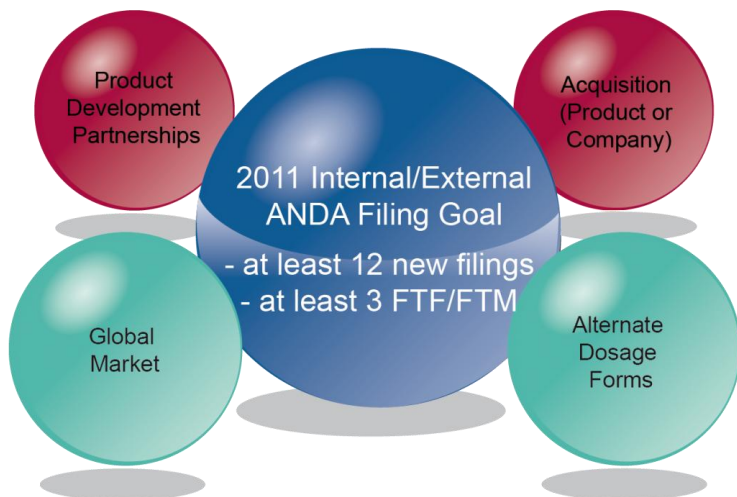 Product
Development
Partnerships
Acquisition
(Product or
Company)
2011 Internal/External
ANDA Filing Goal
- at least 12 new filings
- at least 3 FTF/FTM
Global
Market
Alternate
Dosage
Forms